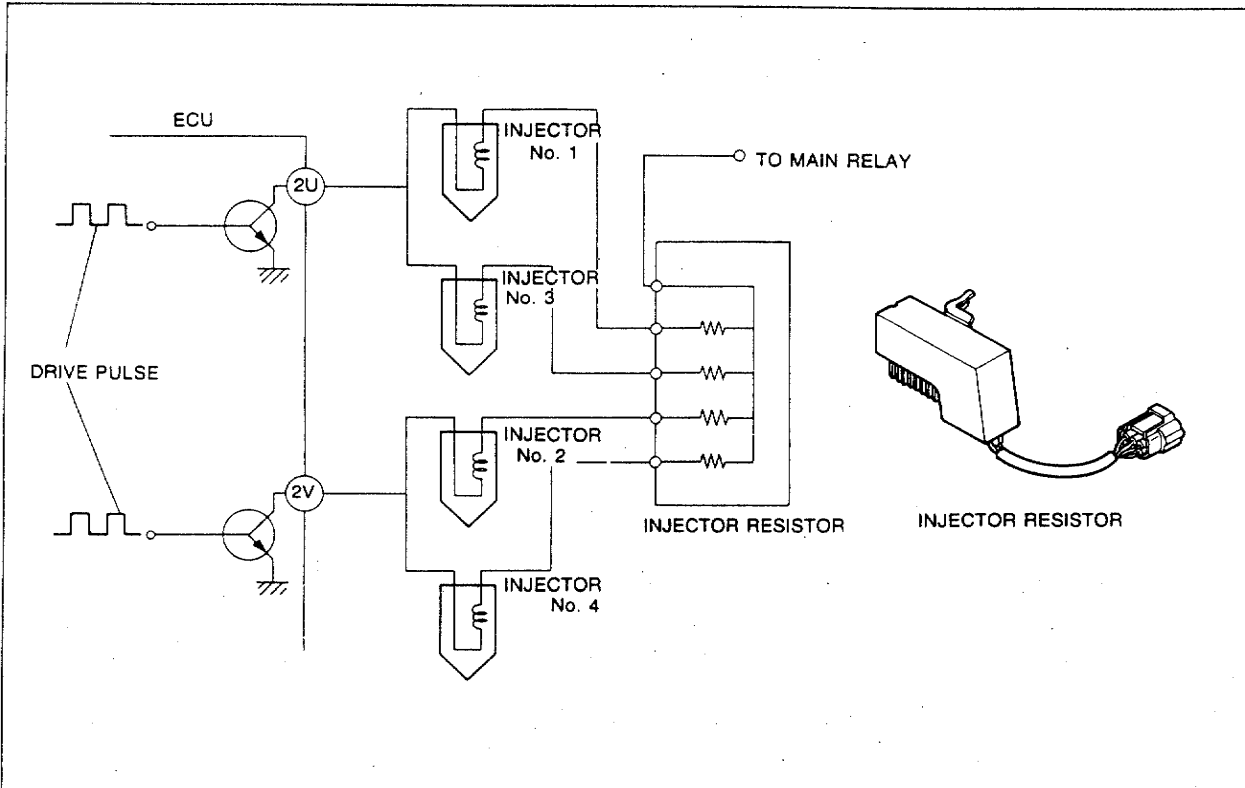 ECU
2U
INJECTOR
No. 1
TO MAIN RELAY
INJECTOR
No. 3
DRIVE PULSE
INJECTOR
No. 2
2V
INJECTOR RESISTOR
INJECTOR RESISTOR
INJECTOR
No. 4